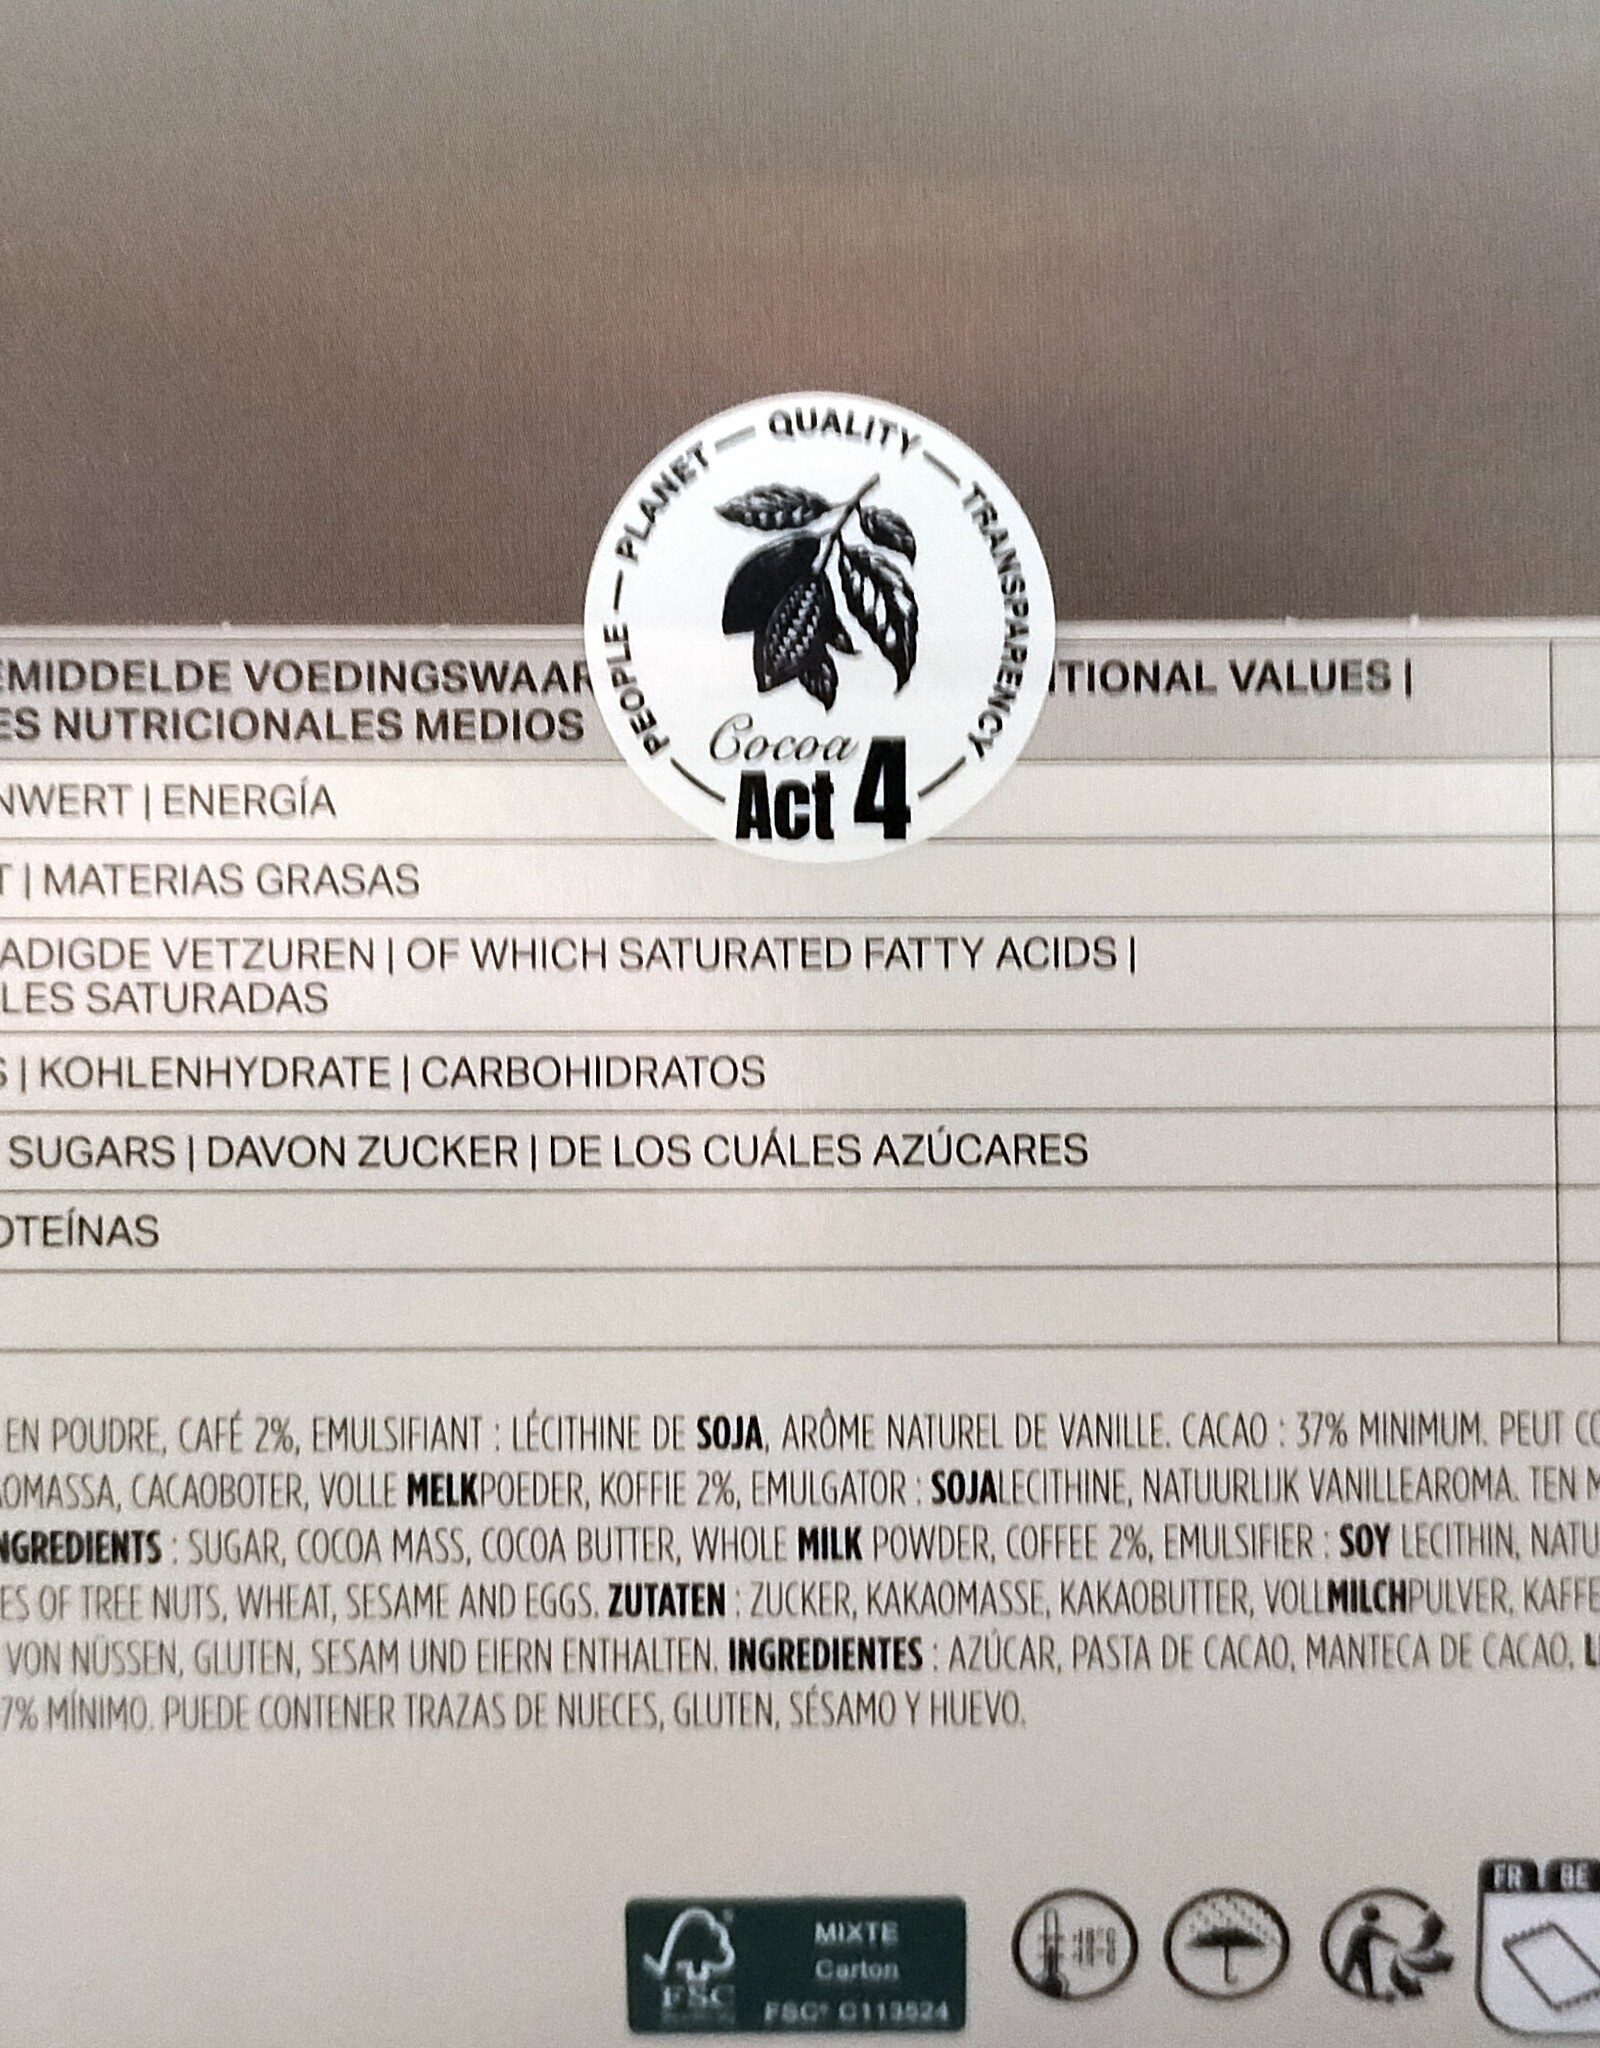 PEOPLE — PLANET — QUALITY — TRANSPARENCY
Cocoa
Act 4
EMIDDELDE VOEDINGSWAAR ITIONAL VALUES |
ES NUTRICIONALES MEDIOS
NWERT | ENERGÍA
T | MATERIAS GRASAS
ADIGDE VETZUREN | OF WHICH SATURATED FATTY ACIDS |
LES SATURADAS
S | KOHLENHYDRATE | CARBOHIDRATOS
SUGARS | DAVON ZUCKER | DE LOS CUÁLES AZÚCARES
OTEÍNAS
EN POUDRE, CAFÉ 2%, EMULSIFIANT : LÉCITHINE DE SOJA, ARÔME NATUREL DE VANILLE. CACAO : 37% MINIMUM. PEUT CO
AOMASSA, CACAOBOTER, VOLLE MELKPOEDER, KOFFIE 2%, EMULGATOR : SOJALECITHINE, NATUURLIJK VANILLEAROMA. TEN M
NGREDIENTS : SUGAR, COCOA MASS, COCOA BUTTER, WHOLE MILK POWDER, COFFEE 2%, EMULSIFIER : SOY LECITHIN, NATU
ES OF TREE NUTS, WHEAT, SESAME AND EGGS. ZUTATEN : ZUCKER, KAKAOMASSE, KAKAOBUTTER, VOLLMILCHPULVER, KAFFE
VON NÜSSEN, GLUTEN, SESAM UND EIERN ENTHALTEN. INGREDIENTES : AZÚCAR, PASTA DE CACAO, MANTECA DE CACAO, L
7% MÍNIMO. PUEDE CONTENER TRAZAS DE NUECES, GLUTEN, SÉSAMO Y HUEVO.
FR BE
MIXTE
Carton
FSC® C113524
FSC